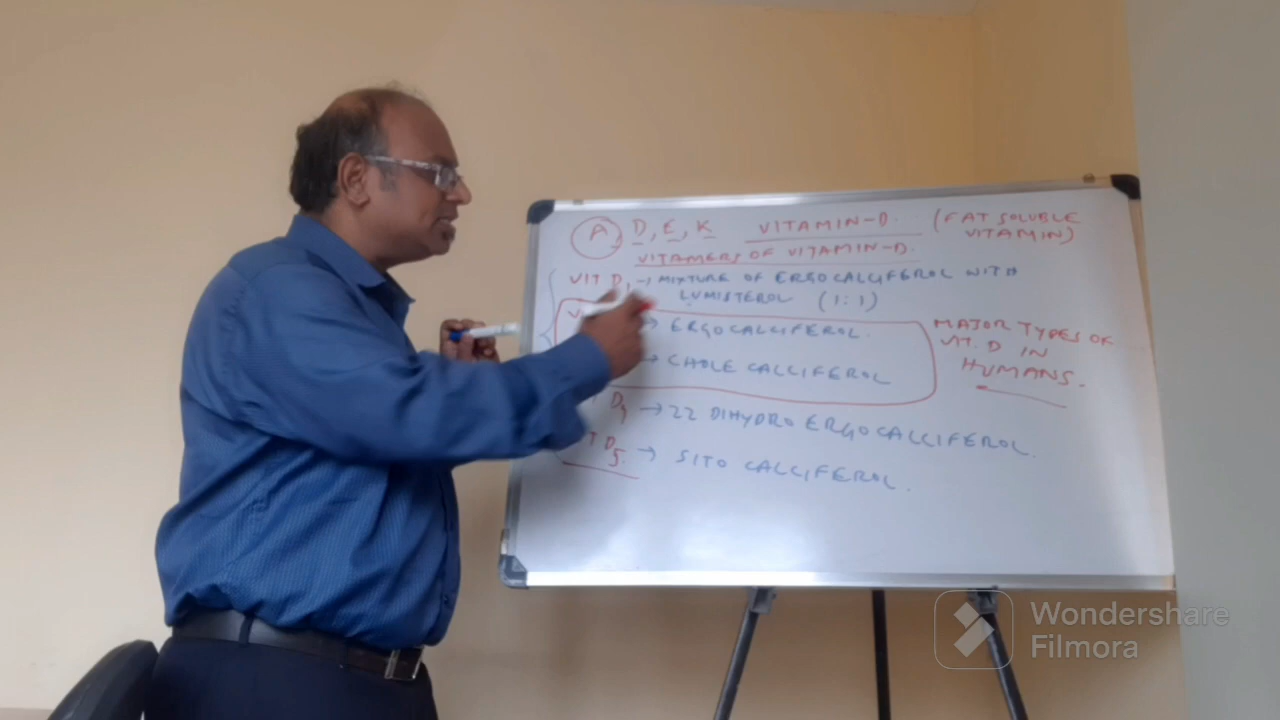 A, D, E, K VITAMIN-D. (FAT SOLUBLE
VITAMIN)
VITAMERS OF VITAMIN-D.
VIT D1 → MIXTURE OF ERGOCALCIFEROL WITH
LUMISTEROL (1:1)
→ ERGOCALCIFEROL.
→ CHOLE CALCIFEROL
MAJOR TYPES OF
VIT. D IN
HUMANS.
D4 → 22 DIHYDRO ERGOCALCIFEROL.
T D5. → SITO CALCIFEROL.
Wondershare
Filmora